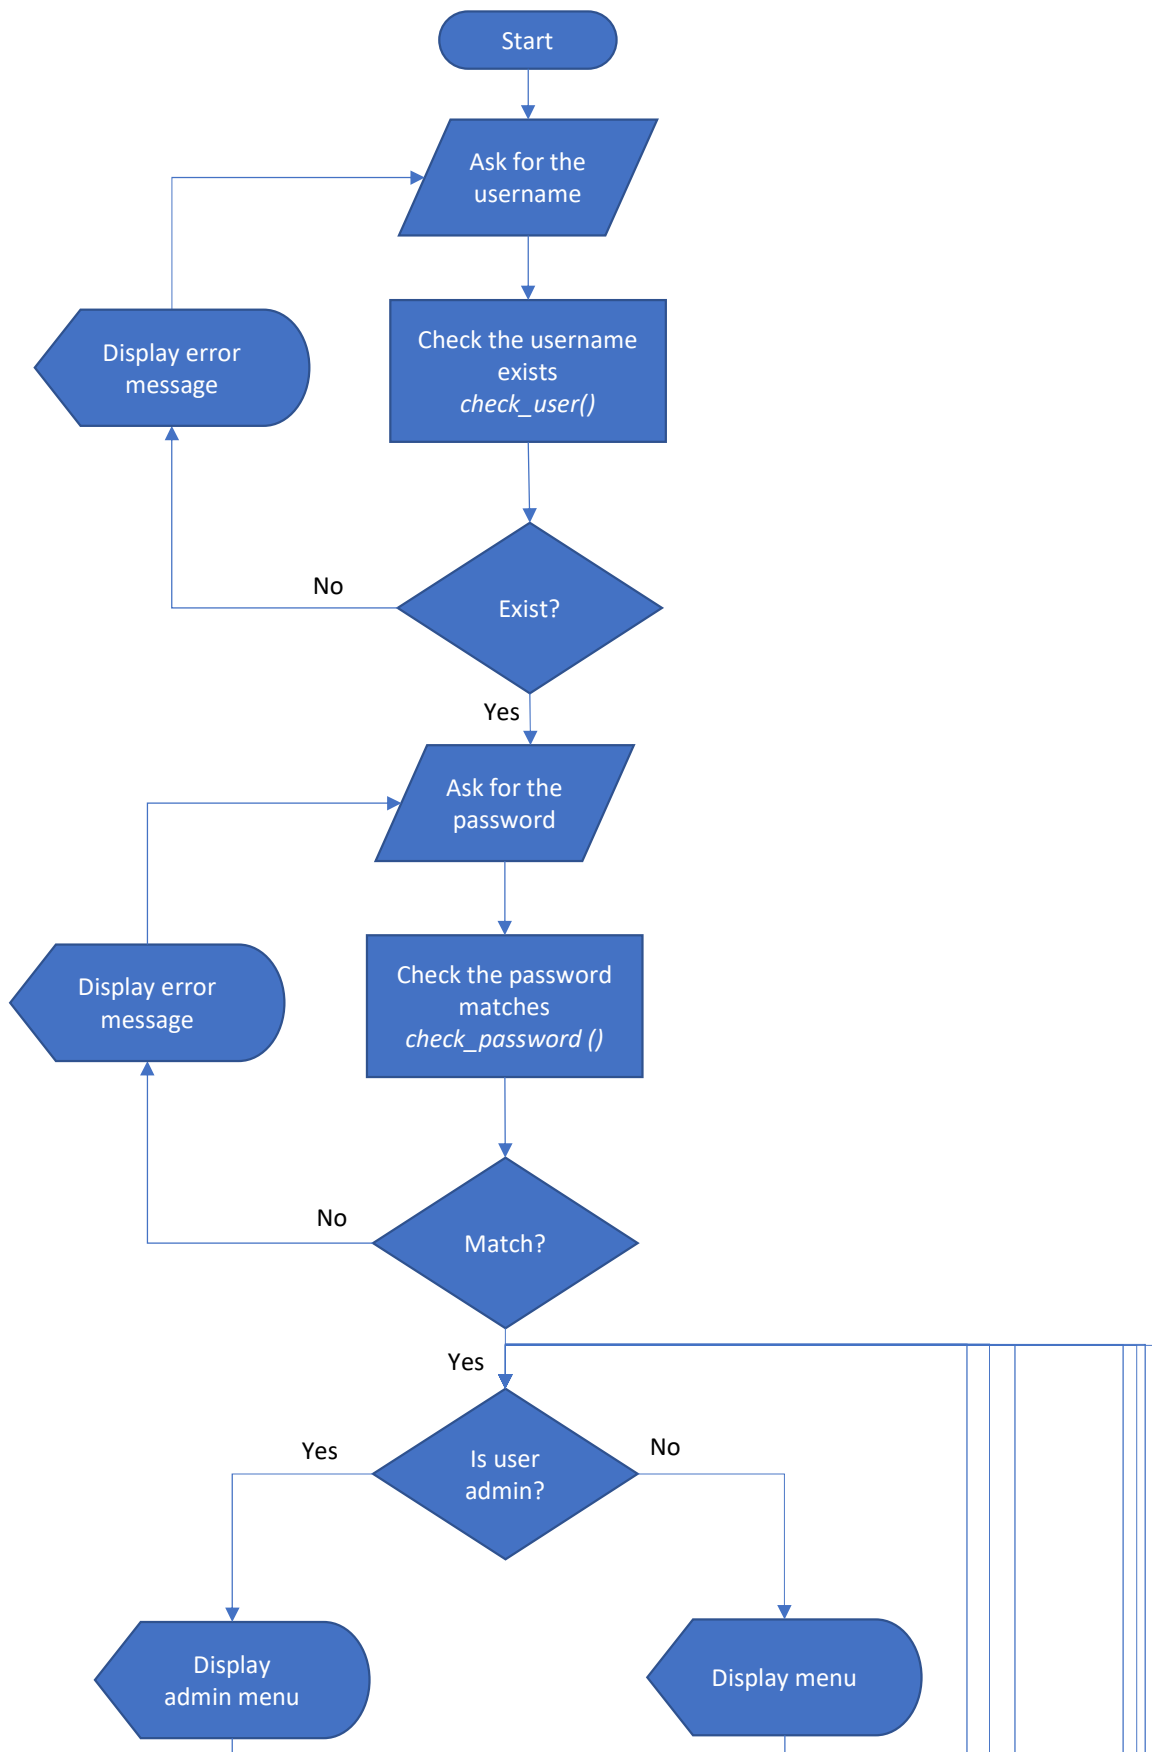 Start
Ask for the
username
Display error
message
Check the username
exists
check_user()
No
Exist?
Yes
Ask for the
password
Display error
message
Check the password
matches
check_password ()
No
Match?
Yes
Yes
Is user
admin?
No
Display
admin menu
Display menu